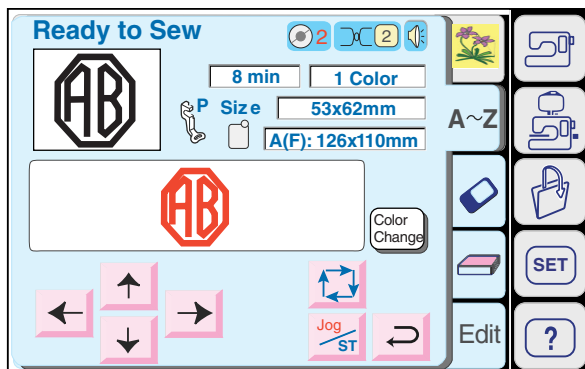 Ready to Sew
2
2
8 min
1 Color
AB
P
Size
53x62mm
A(F): 126x110mm
A~Z
AB
Color
Change
SET
Jog
ST
Edit
?